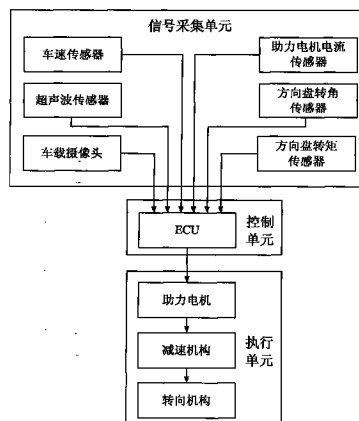 信号采集单元
车速传感器
助力电机电流
传感器
超声波传感器
方向盘转角
传感器
车载摄像头
方向盘转矩
传感器
ECU
控制
单元
助力电机
减速机构
执行
单元
转向机构